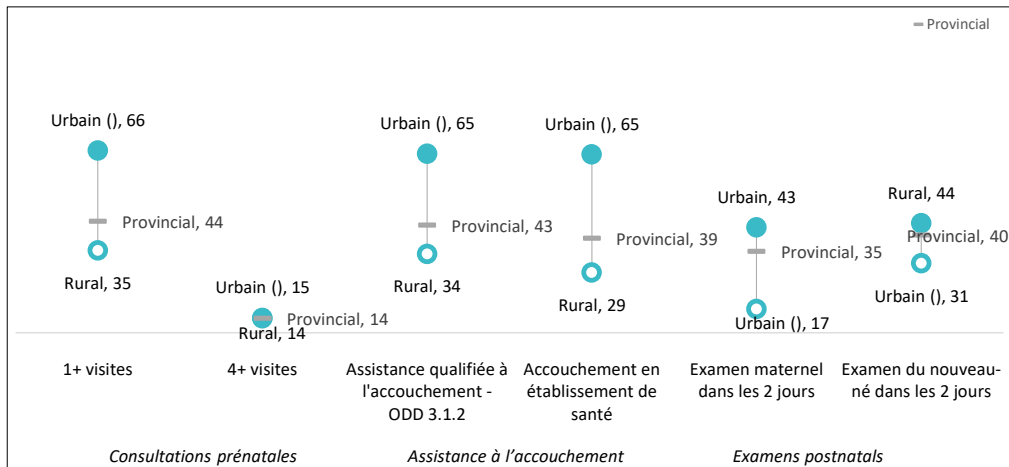 Provincial
Urbain (), 66
Provincial, 44
Rural, 35
Urbain (), 15
Provincial, 14
Rural, 14
Urbain (), 65
Provincial, 43
Rural, 34
Urbain (), 65
Provincial, 39
Rural, 29
Urbain, 43
Provincial, 35
Urbain (), 17
Rural, 44
Provincial, 40
Urbain (), 31
1+ visites
4+ visites
Assistance qualifiée à
l'accouchement -
ODD 3.1.2
Accouchement en
établissement de
santé
Examen maternel
dans les 2 jours
Examen du nouveau-
né dans les 2 jours
Consultations prénatales
Assistance à l’accouchement
Examens postnatals